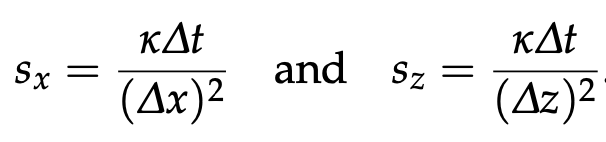 s_x = κΔt / (Δx)² and s_z = κΔt / (Δz)².